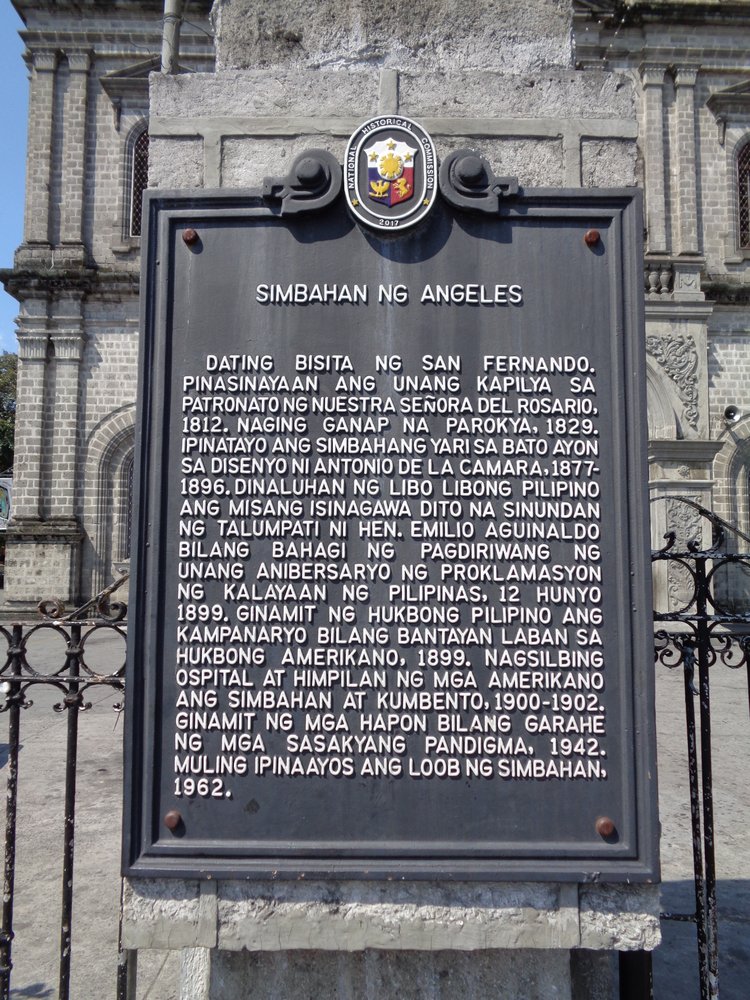 NATIONAL HISTORICAL COMMISSION
2017
SIMBAHAN NG ANGELES
DATING BISITA NG SAN FERNANDO.
PINASINAYAAN ANG UNANG KAPILYA SA
PATRONATO NG NUESTRA SEÑORA DEL ROSARIO,
1812. NAGING GANAP NA PAROKYA, 1829.
IPINATAYO ANG SIMBAHANG YARI SA BATO AYON
SA DISENYO NI ANTONIO DE LA CAMARA, 1877-
1896. DINALUHAN NG LIBO LIBONG PILIPINO
ANG MISANG ISINAGAWA DITO NA SINUNDAN
NG TALUMPATI NI HEN. EMILIO AGUINALDO
BILANG BAHAGI NG PAGDIRIWANG NG
UNANG ANIBERSARYO NG PROKLAMASYON
NG KALAYAAN NG PILIPINAS, 12 HUNYO
1899. GINAMIT NG HUKBONG PILIPINO ANG
KAMPANARYO BILANG BANTAYAN LABAN SA
HUKBONG AMERIKANO, 1899. NAGSILBING
OSPITAL AT HIMPILAN NG MGA AMERIKANO
ANG SIMBAHAN AT KUMBENTO, 1900-1902.
GINAMIT NG MGA HAPON BILANG GARAHE
NG MGA SASAKYANG PANDIGMA, 1942.
MULING IPINAAYOS ANG LOOB NG SIMBAHAN,
1962.